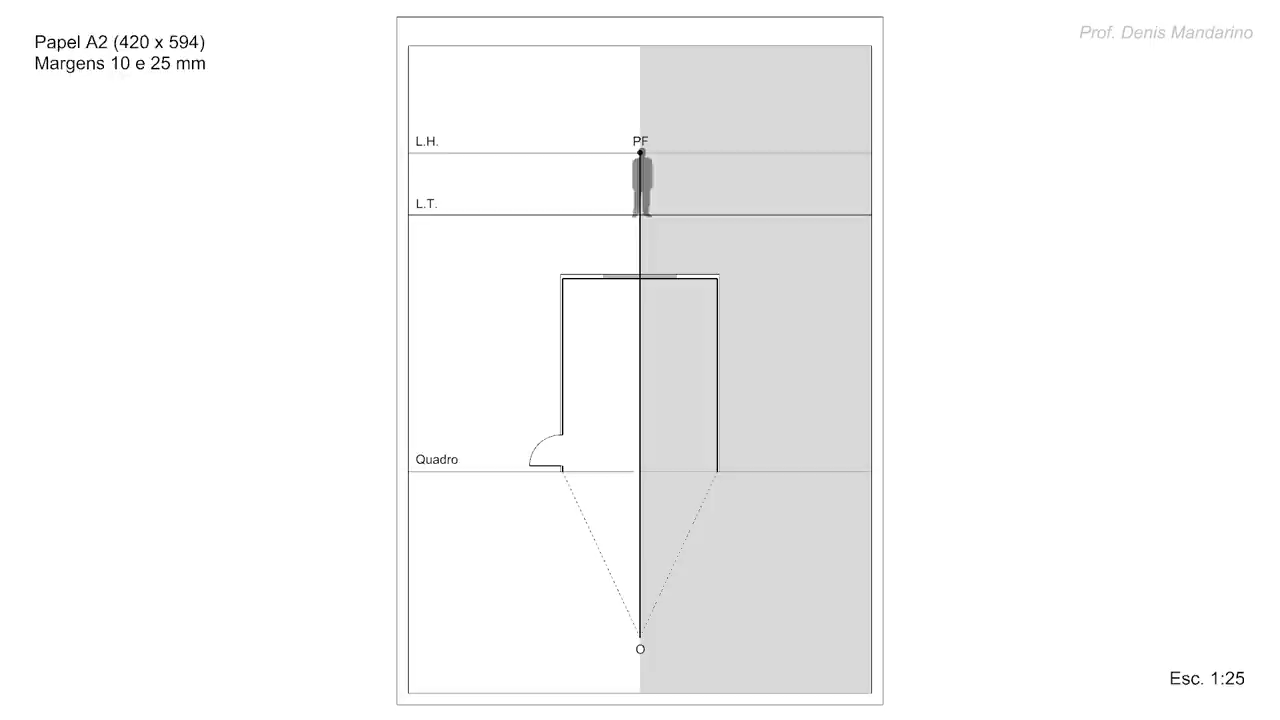 Papel A2 (420 x 594)
Margens 10 e 25 mm
Prof. Denis Mandarino
L.H.
PF
L.T.
Quadro
O
Esc. 1:25